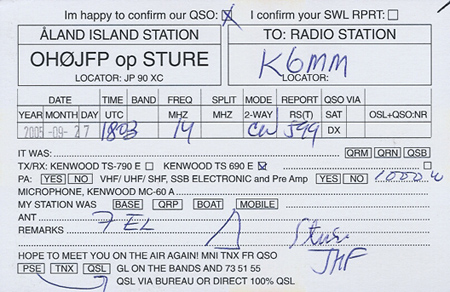 Im happy to confirm our QSO: ☒ I confirm your SWL RPRT: ☐
ÅLAND ISLAND STATION
TO: RADIO STATION
OHØJFP op STURE
K6MM
LOCATOR: JP 90 XC
DATE TIME BAND FREQ SPLIT MODE REPORT QSO VIA
YEAR MONTH DAY UTC MHZ MHZ 2-WAY RS(T) SAT QSL+QSO:NR
2005 -09- 27 1803 14 CW 599 DX
IT WAS: QRM QRN QSB
TX/RX: KENWOOD TS-790 E ☐ KENWOOD TS 690 E ☒
PA: YES NO VHF/ UHF/ SHF, SSB ELECTRONIC and Pre Amp YES NO 1000 W
MICROPHONE, KENWOOD MC-60 A
MY STATION WAS BASE QRP BOAT MOBILE
ANT 7 EL
REMARKS
Sture
JHF
HOPE TO MEET YOU ON THE AIR AGAIN! MNI TNX FR QSO
PSE TNX QSL GL ON THE BANDS AND 73 51 55
QSL VIA BUREAU OR DIRECT 100% QSL